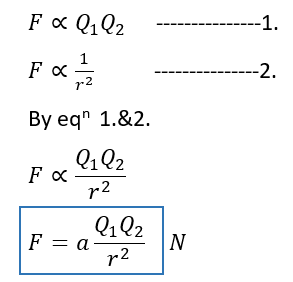 F ∝ Q₁Q₂ ---------------1.
F ∝ 1/r² ---------------2.
By eqⁿ 1.&2.
F ∝ Q₁Q₂/r²
F = a Q₁Q₂/r² N